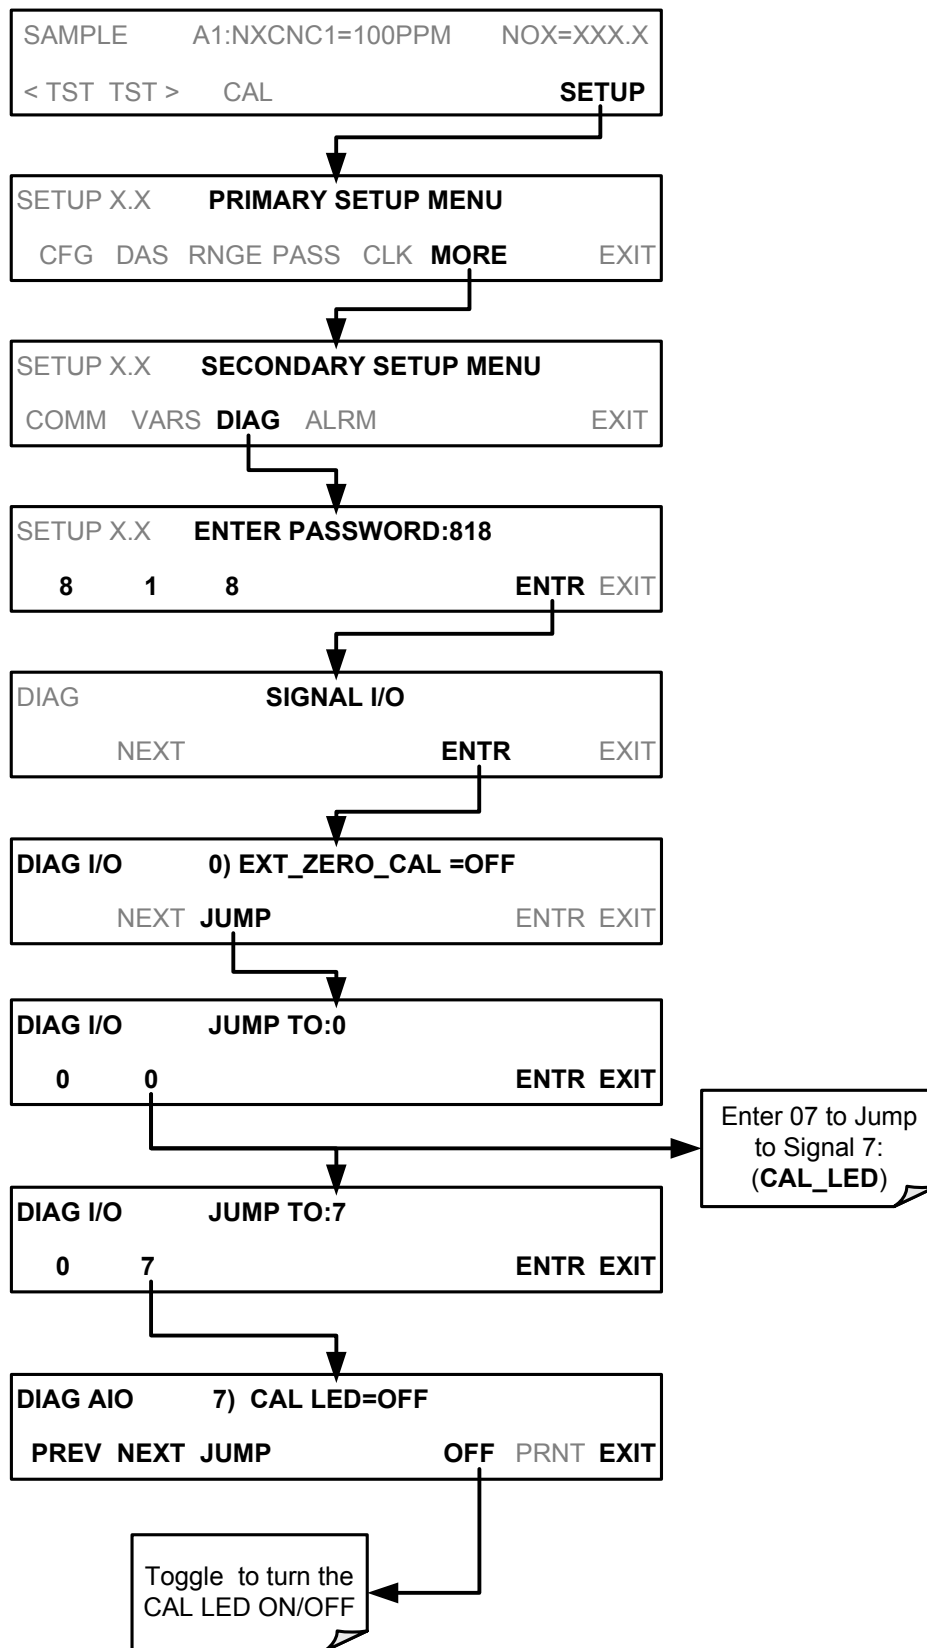 SAMPLE A1:NXCNC1=100PPM NOX=XXX.X
< TST TST > CAL SETUP
SETUP X.X PRIMARY SETUP MENU
CFG DAS RNGE PASS CLK MORE EXIT
SETUP X.X SECONDARY SETUP MENU
COMM VARS DIAG ALRM EXIT
SETUP X.X ENTER PASSWORD:818
8 1 8 ENTR EXIT
DIAG SIGNAL I/O
NEXT ENTR EXIT
DIAG I/O 0) EXT_ZERO_CAL =OFF
NEXT JUMP ENTR EXIT
DIAG I/O JUMP TO:0
0 0 ENTR EXIT
Enter 07 to Jump
to Signal 7:
(CAL_LED)
DIAG I/O JUMP TO:7
0 7 ENTR EXIT
DIAG AIO 7) CAL LED=OFF
PREV NEXT JUMP OFF PRNT EXIT
Toggle to turn the
CAL LED ON/OFF